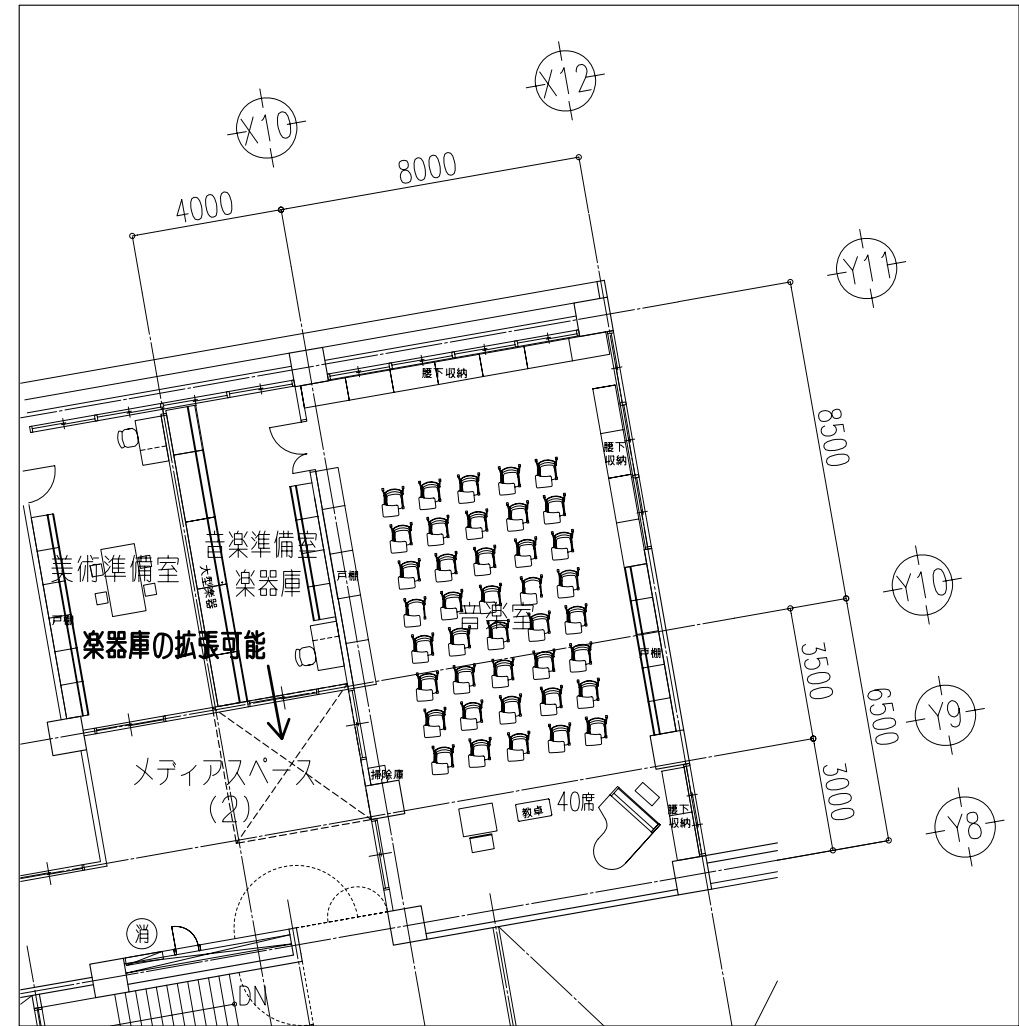 X12
X10
8000
4000
Y11
腰下収納
8500
腰下
収納
音楽準備室
楽器庫
美術準備室
大型楽器
戸棚
Y10
音楽室
戸棚
楽器庫の拡張可能
戸棚
3500
6500
Y9
メディアスペース
(2)
掃除庫
3000
教卓
40席
腰下
収納
Y8
消
DN